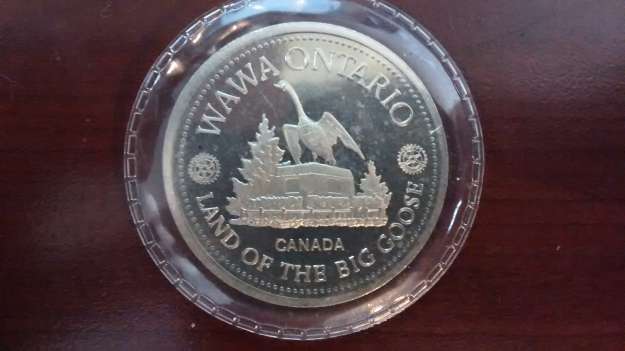 WAWA ONTARIO
CANADA
LAND OF THE BIG GOOSE